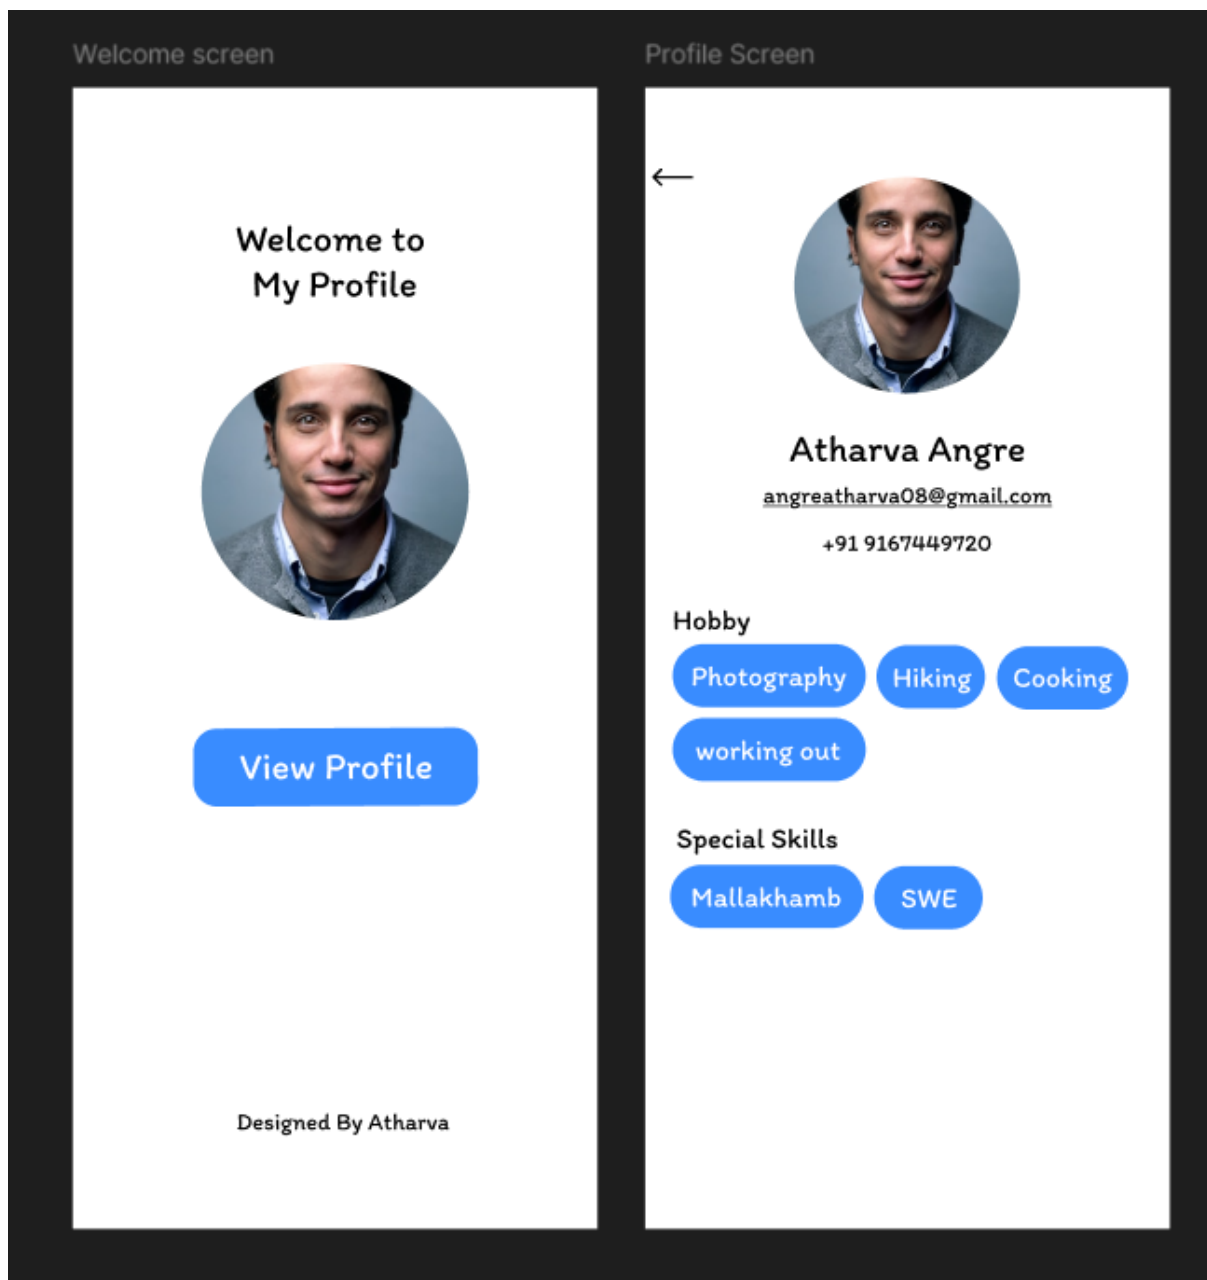 Welcome screen
Welcome to
My Profile
View Profile
Designed By Atharva
Profile Screen
Atharva Angre
angreatharva08@gmail.com
+91 9167449720
Hobby
Photography
Hiking
Cooking
working out
Special Skills
Mallakhamb
SWE